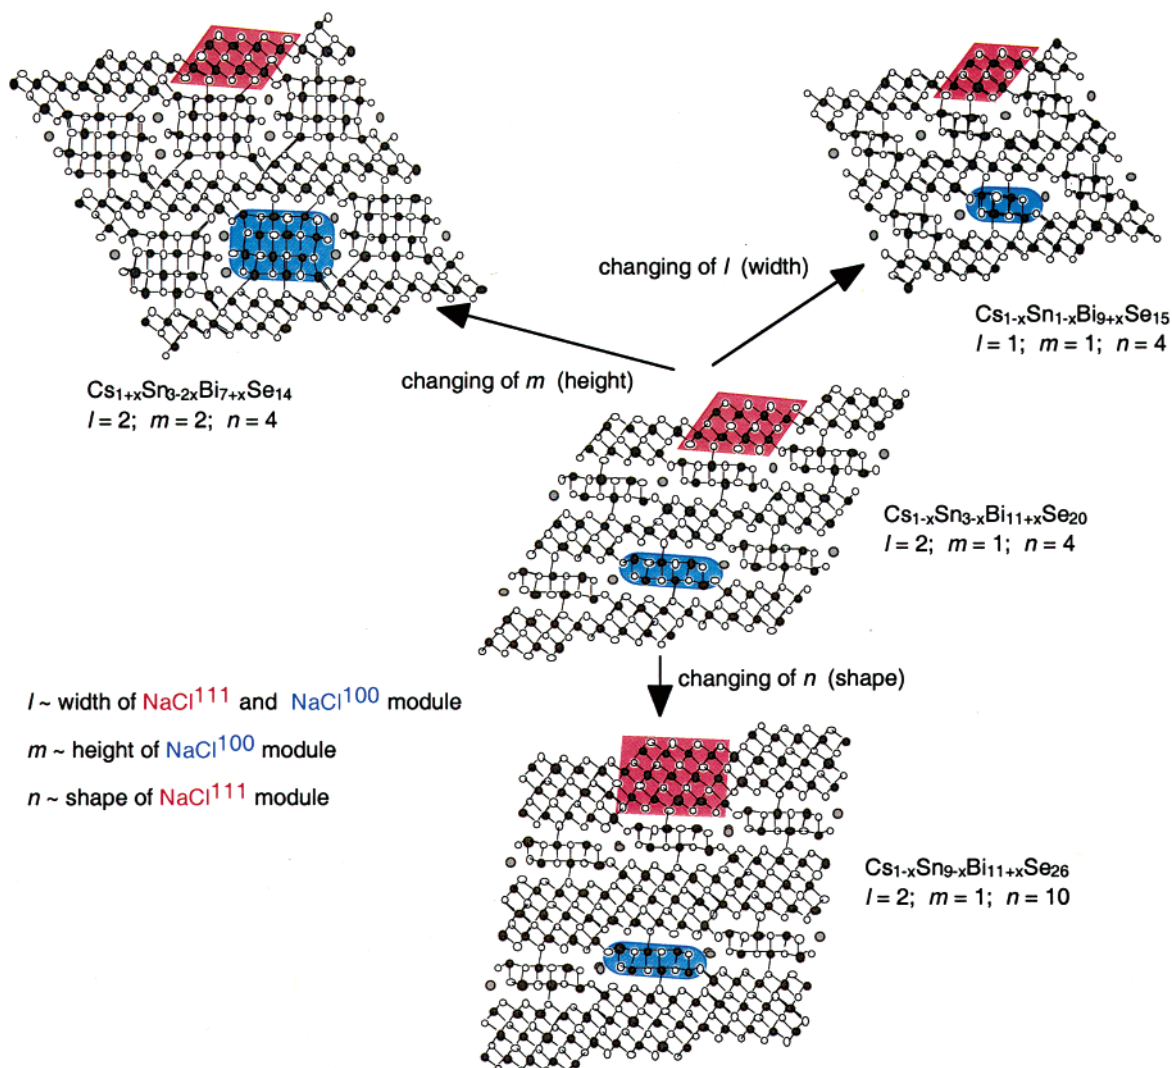 changing of l (width)
Cs1-xSn1-xBi9+xSe15
l = 1; m = 1; n = 4
changing of m (height)
Cs1+xSn3-2xBi7+xSe14
l = 2; m = 2; n = 4
Cs1-xSn3-xBi11+xSe20
l = 2; m = 1; n = 4
changing of n (shape)
l ~ width of NaCl111 and NaCl100 module
m ~ height of NaCl100 module
n ~ shape of NaCl111 module
Cs1-xSn9-xBi11+xSe26
l = 2; m = 1; n = 10